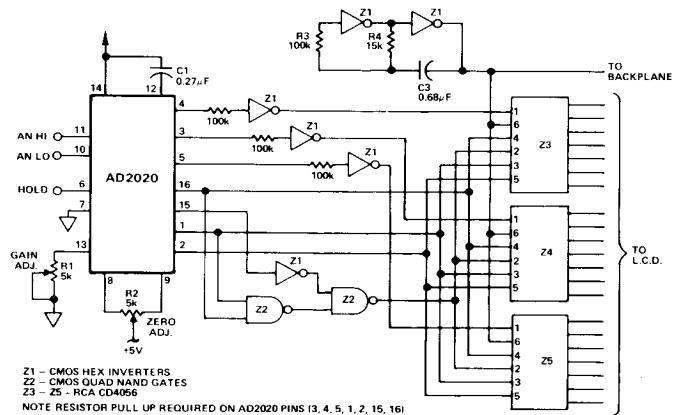 Z1
Z1
R3
100k
R4
15k
C3
0.68µF
TO
BACKPLANE
C1
0.27µF
14
12
4
100k
Z1
3
100k
Z1
5
100k
Z1
AN HI
11
AN LO
10
AD2020
HOLD
6
16
7
15
1
13
2
GAIN
ADJ.
R1
5k
8
9
R2
5k
ZERO
ADJ.
+5V
Z1
Z2
Z2
1
6
4
2
3
5
Z3
1
6
4
2
3
5
Z4
1
6
4
2
3
5
Z5
TO
L.C.D.
Z1 – CMOS HEX INVERTERS
Z2 – CMOS QUAD NAND GATES
Z3 – Z5 - RCA CD4056
NOTE RESISTOR PULL UP REQUIRED ON AD2020 PINS (3, 4, 5, 1, 2, 15, 16)